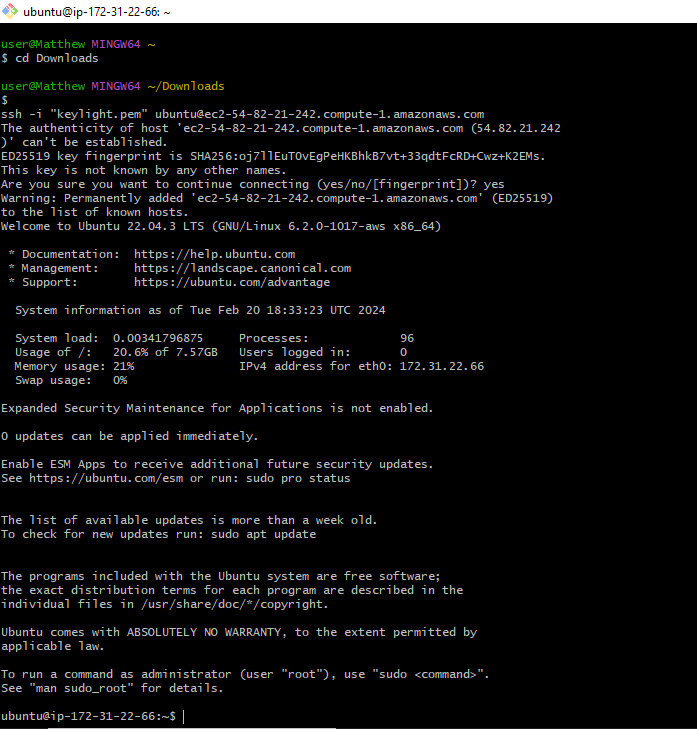 ubuntu@ip-172-31-22-66: ~
user@Matthew MINGW64 ~
$ cd Downloads
user@Matthew MINGW64 ~/Downloads
$
ssh -i "keylight.pem" ubuntu@ec2-54-82-21-242.compute-1.amazonaws.com
The authenticity of host 'ec2-54-82-21-242.compute-1.amazonaws.com (54.82.21.242
)' can't be established.
ED25519 key fingerprint is SHA256:oj7llEuTOvEgPeHKBhkB7vt+33qdtFcRD+Cwz+K2EMs.
This key is not known by any other names.
Are you sure you want to continue connecting (yes/no/[fingerprint])? yes
Warning: Permanently added 'ec2-54-82-21-242.compute-1.amazonaws.com' (ED25519)
to the list of known hosts.
Welcome to Ubuntu 22.04.3 LTS (GNU/Linux 6.2.0-1017-aws x86_64)
* Documentation:  https://help.ubuntu.com
* Management:     https://landscape.canonical.com
* Support:        https://ubuntu.com/advantage
System information as of Tue Feb 20 18:33:23 UTC 2024
System load:  0.00341796875     Processes:             96
Usage of /:   20.6% of 7.57GB   Users logged in:       0
Memory usage: 21%               IPv4 address for eth0: 172.31.22.66
Swap usage:   0%
Expanded Security Maintenance for Applications is not enabled.
0 updates can be applied immediately.
Enable ESM Apps to receive additional future security updates.
See https://ubuntu.com/esm or run: sudo pro status
The list of available updates is more than a week old.
To check for new updates run: sudo apt update
The programs included with the Ubuntu system are free software;
the exact distribution terms for each program are described in the
individual files in /usr/share/doc/*/copyright.
Ubuntu comes with ABSOLUTELY NO WARRANTY, to the extent permitted by
applicable law.
To run a command as administrator (user "root"), use "sudo <command>".
See "man sudo_root" for details.
ubuntu@ip-172-31-22-66:~$